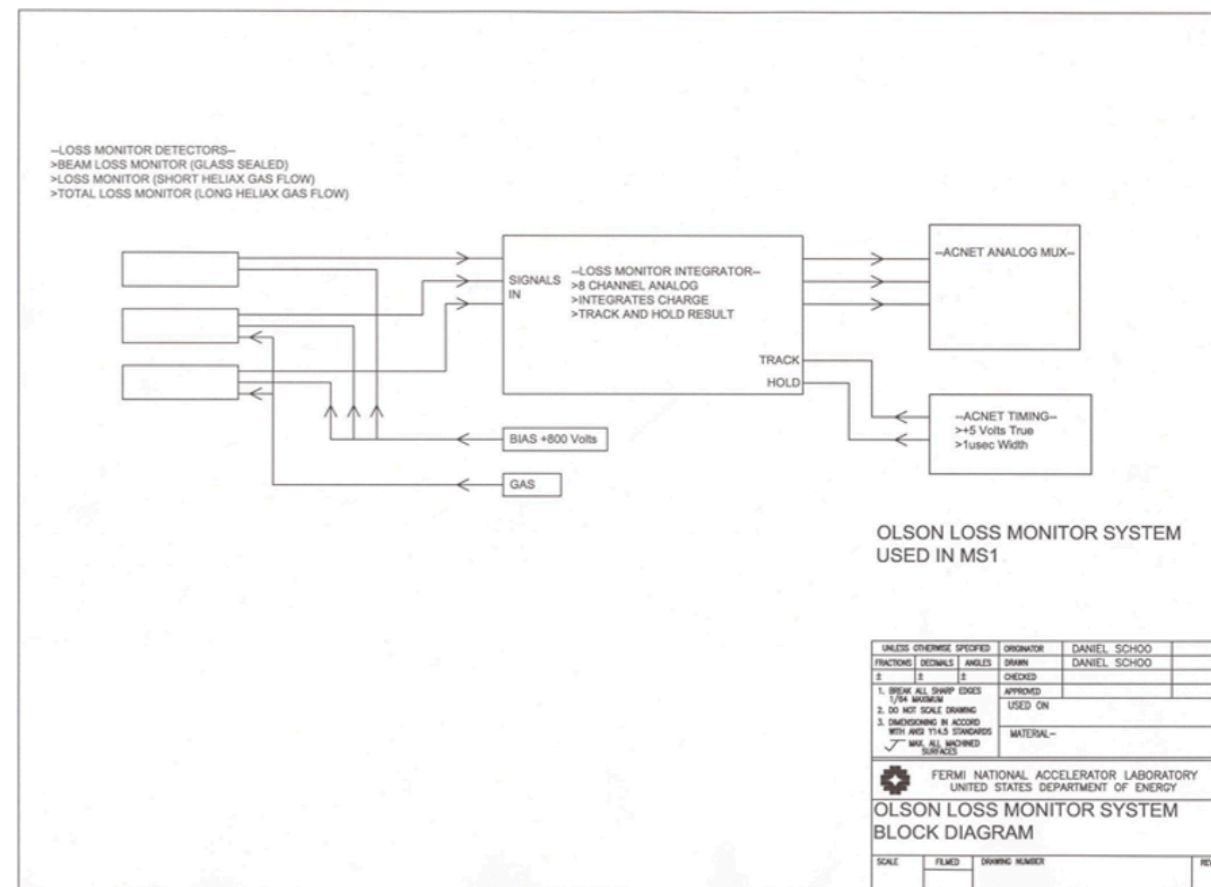 --LOSS MONITOR DETECTORS--
>BEAM LOSS MONITOR (GLASS SEALED)
>LOSS MONITOR (SHORT HELIAX GAS FLOW)
>TOTAL LOSS MONITOR (LONG HELIAX GAS FLOW)
SIGNALS
IN
--LOSS MONITOR INTEGRATOR--
>8 CHANNEL ANALOG
>INTEGRATES CHARGE
>TRACK AND HOLD RESULT
TRACK
HOLD
--ACNET ANALOG MUX--
--ACNET TIMING--
>+5 Volts True
>1usec Width
BIAS +800 Volts
GAS
OLSON LOSS MONITOR SYSTEM
USED IN MS1
UNLESS OTHERWISE SPECIFIED
FRACTIONS DECIMALS ANGLES
± ± ±
1. BREAK ALL SHARP EDGES
1/64 MAXIMUM
2. DO NOT SCALE DRAWING
3. DIMENSIONING IN ACCORD
WITH ANSI Y14.5 STANDARDS
MAX. ALL MACHINED
SURFACES
ORIGINATOR DANIEL SCHOO
DRAWN DANIEL SCHOO
CHECKED
APPROVED
USED ON
MATERIAL-
FERMI NATIONAL ACCELERATOR LABORATORY
UNITED STATES DEPARTMENT OF ENERGY
OLSON LOSS MONITOR SYSTEM
BLOCK DIAGRAM
SCALE FILMED DRAWING NUMBER REV